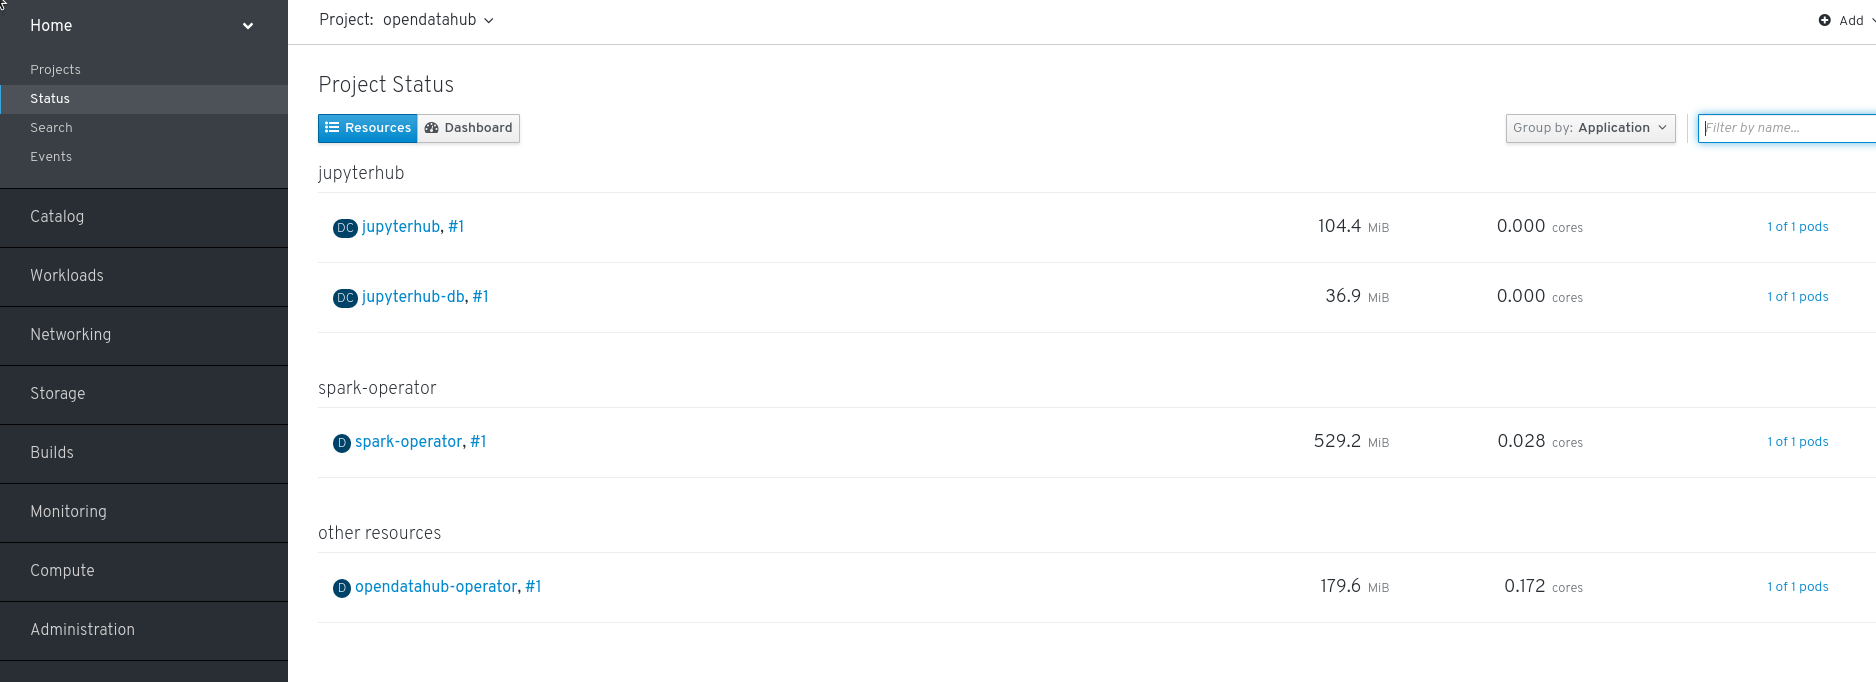 Home
Projects
Status
Search
Events
Catalog
Workloads
Networking
Storage
Builds
Monitoring
Compute
Administration
Project: opendatahub
Add
Project Status
Resources Dashboard
Group by: Application
Filter by name...
jupyterhub
DC jupyterhub, #1 104.4 MiB 0.000 cores 1 of 1 pods
DC jupyterhub-db, #1 36.9 MiB 0.000 cores 1 of 1 pods
spark-operator
D spark-operator, #1 529.2 MiB 0.028 cores 1 of 1 pods
other resources
D opendatahub-operator, #1 179.6 MiB 0.172 cores 1 of 1 pods